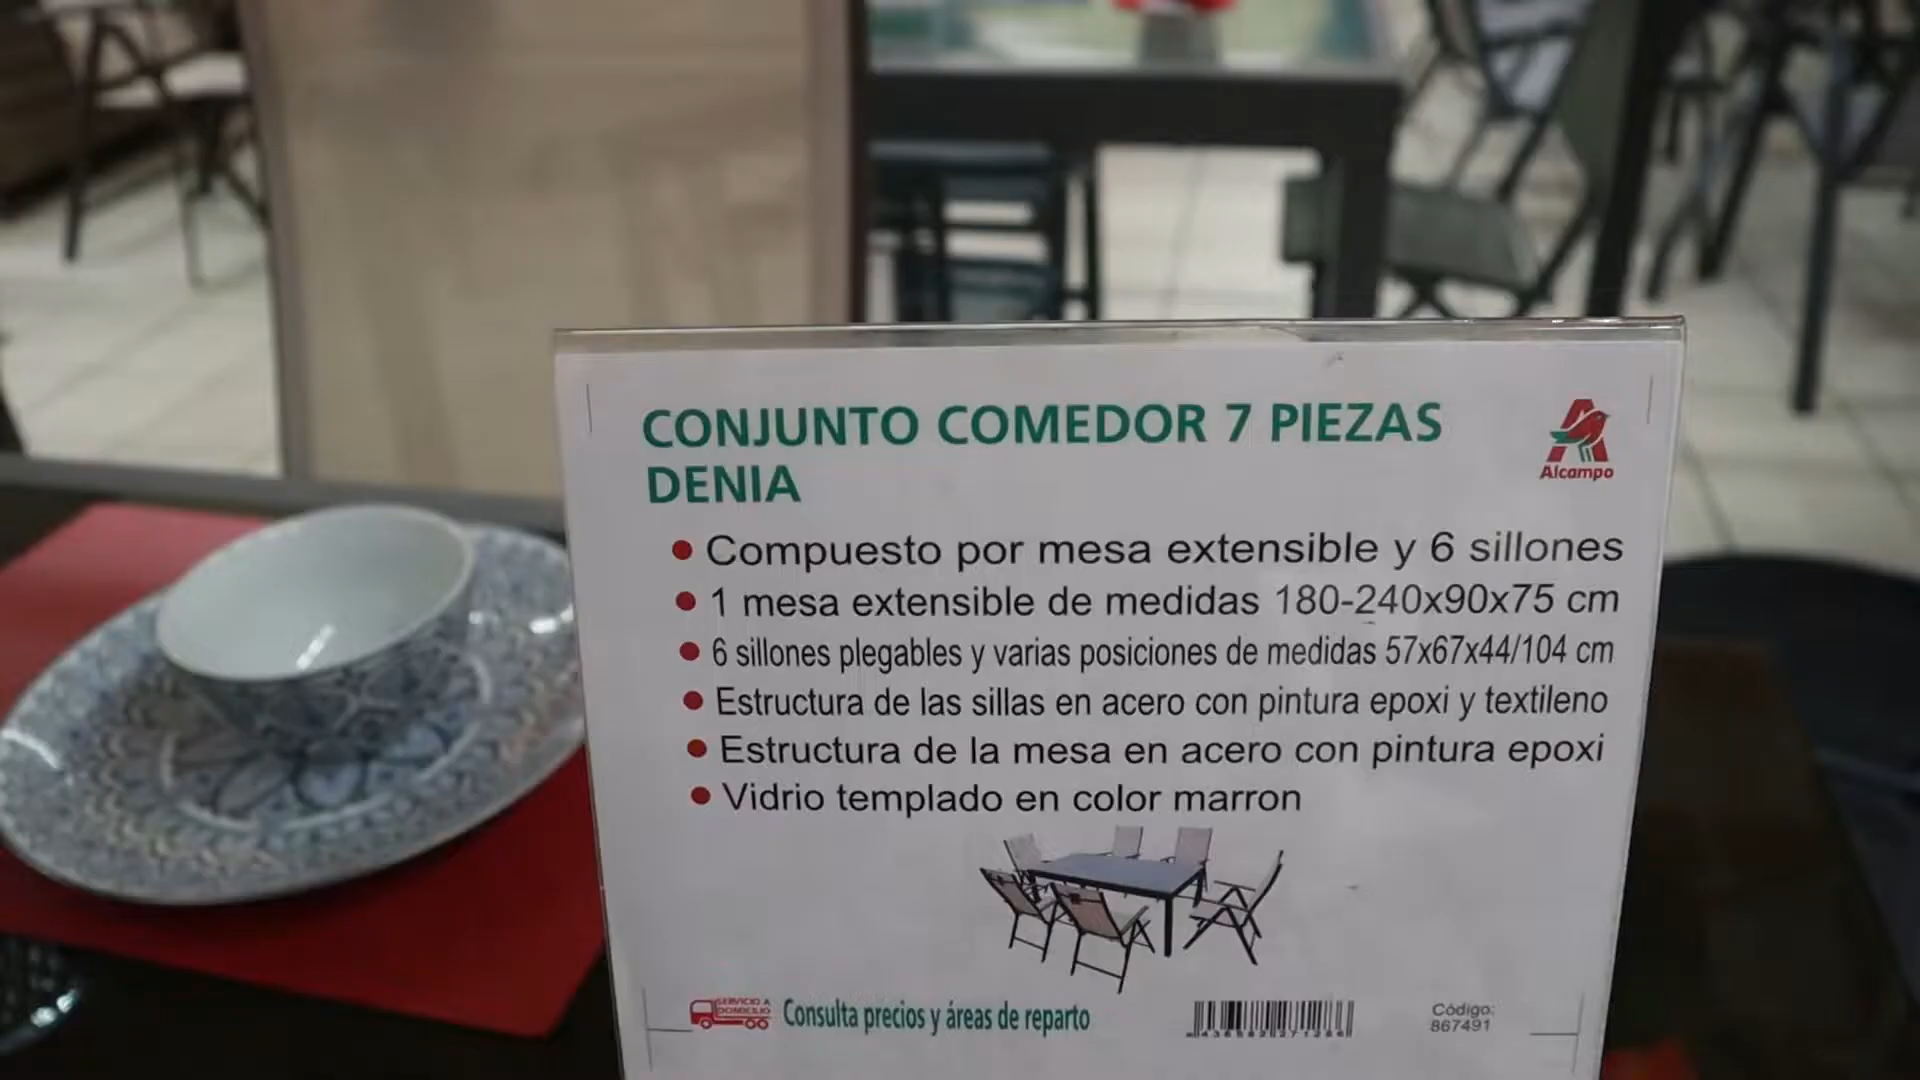 CONJUNTO COMEDOR 7 PIEZAS
DENIA
Alcampo
Compuesto por mesa extensible y 6 sillones
1 mesa extensible de medidas 180-240x90x75 cm
6 sillones plegables y varias posiciones de medidas 57x67x44/104 cm
Estructura de las sillas en acero con pintura epoxi y textileno
Estructura de la mesa en acero con pintura epoxi
Vidrio templado en color marron
SERVICIO A
DOMICILIO
Consulta precios y áreas de reparto
Código:
867491